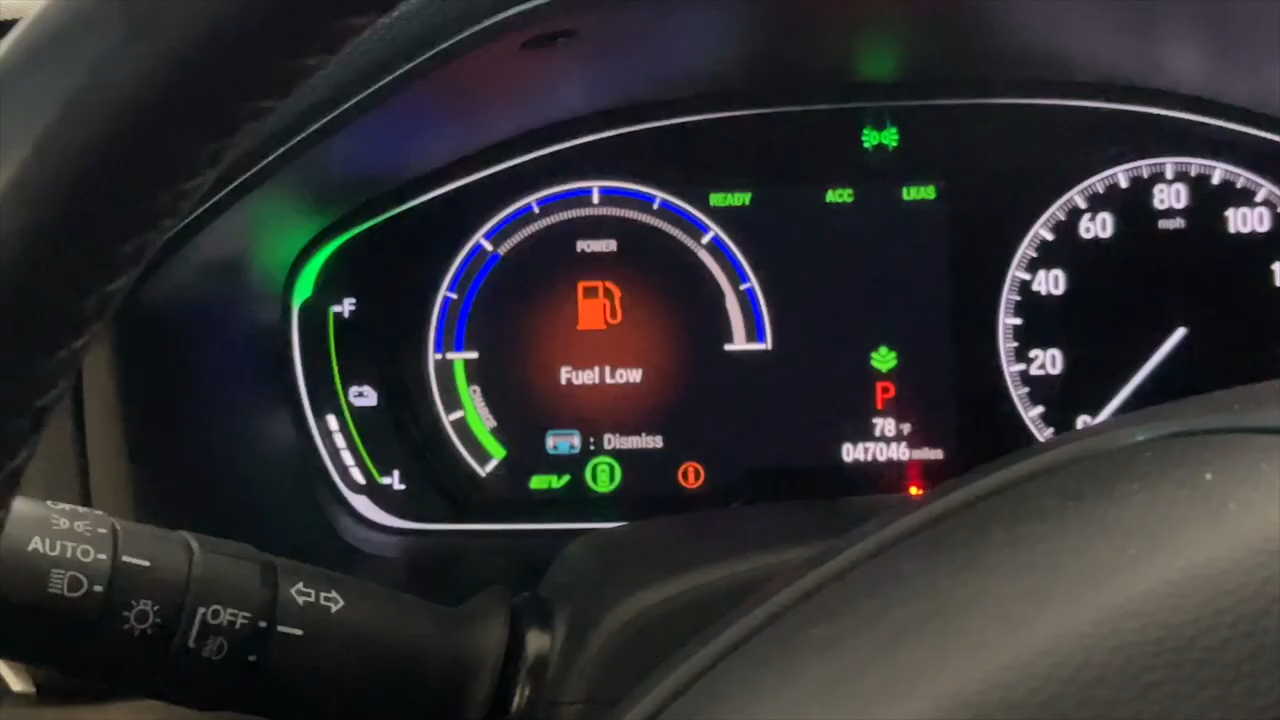 READY
ACC
LKAS
POWER
F
CHARGE
L
Fuel Low
: Dismiss
EV
P
78 °F
047046 miles
20
40
60
80
100
mph
AUTO
OFF